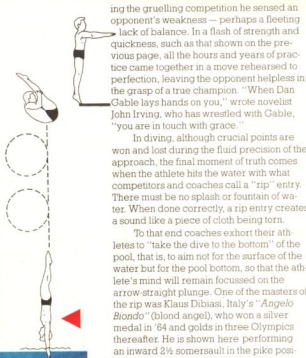 ing the gruelling competition he sensed an
opponent's weakness — perhaps a fleeting
lack of balance. In a flash of strength and
quickness, such as that shown on the pre-
vious page, all the hours and years of prac-
tice came together in a move rehearsed to
perfection, leaving the opponent helpless in
the grasp of a true champion. "When Dan
Gable lays hands on you," wrote novelist
John Irving, who has wrestled with Gable,
"you are in touch with grace."
In diving, although crucial points are
won and lost during the fluid precision of the
approach, the final moment of truth comes
when the athlete hits the water with what
competitors and coaches call a "rip" entry.
There must be no splash or fountain of wa-
ter. When done correctly, a rip entry creates
a sound like a piece of cloth being torn.
To that end coaches exhort their ath-
letes to "take the dive to the bottom" of the
pool, that is, to aim not for the surface of the
water but for the pool bottom, so that the ath-
lete's mind will remain focussed on the
arrow-straight plunge. One of the masters of
the rip was Klaus Dibiasi, Italy's "Angelo
Biondo" (blond angel), who won a silver
medal in '64 and golds in three Olympics
thereafter. He is shown here performing
an inward 2½ somersault in the pike posi-